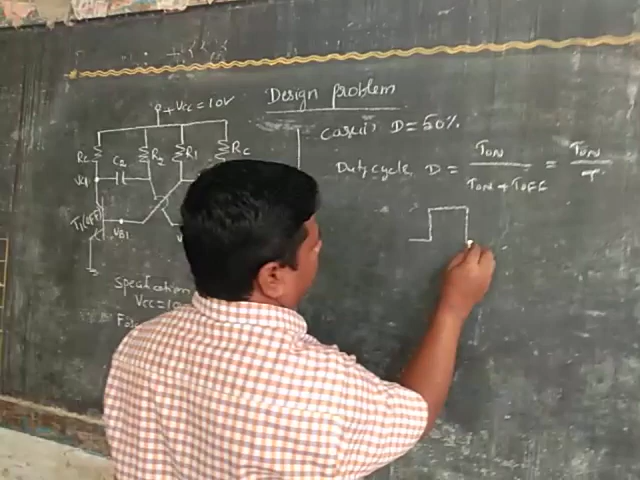 +Vcc = 10V
Design problem
RC
C2
R2
R1
RC
T1(OFF)
VB1
Case(i) D = 50%.
Duty cycle, D = TON / TON + TOFF = TON / T
Specification
Vcc = 10